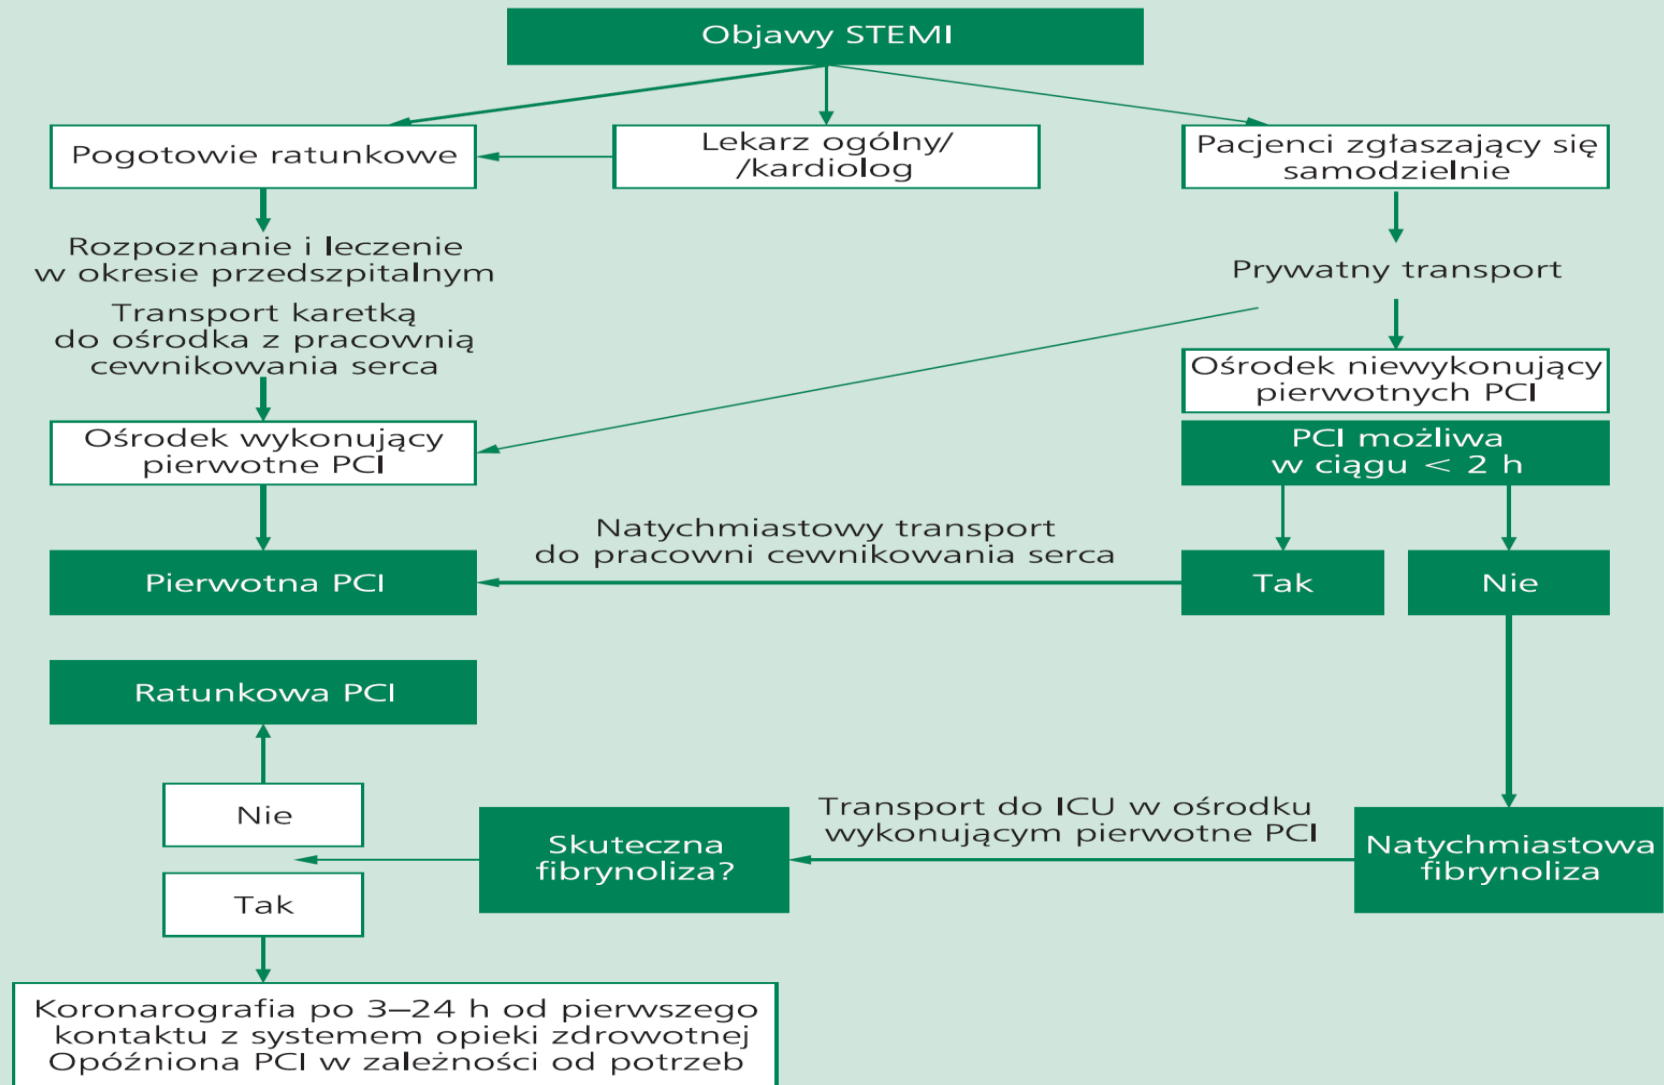 Objawy STEMI
Pogotowie ratunkowe
Lekarz ogólny/
/kardiolog
Pacjenci zgłaszający się
samodzielnie
Rozpoznanie i leczenie
w okresie przedszpitalnym
Prywatny transport
Transport karetką
do ośrodka z pracownią
cewnikowania serca
Ośrodek niewykonujący
pierwotnych PCI
Ośrodek wykonujący
pierwotne PCI
PCI możliwa
w ciągu < 2 h
Natychmiastowy transport
do pracowni cewnikowania serca
Pierwotna PCI
Tak
Nie
Ratunkowa PCI
Nie
Transport do ICU w ośrodku
wykonującym pierwotne PCI
Skuteczna
fibrynoliza?
Natychmiastowa
fibrynoliza
Tak
Koronarografia po 3–24 h od pierwszego
kontaktu z systemem opieki zdrowotnej
Opóźniona PCI w zależności od potrzeb